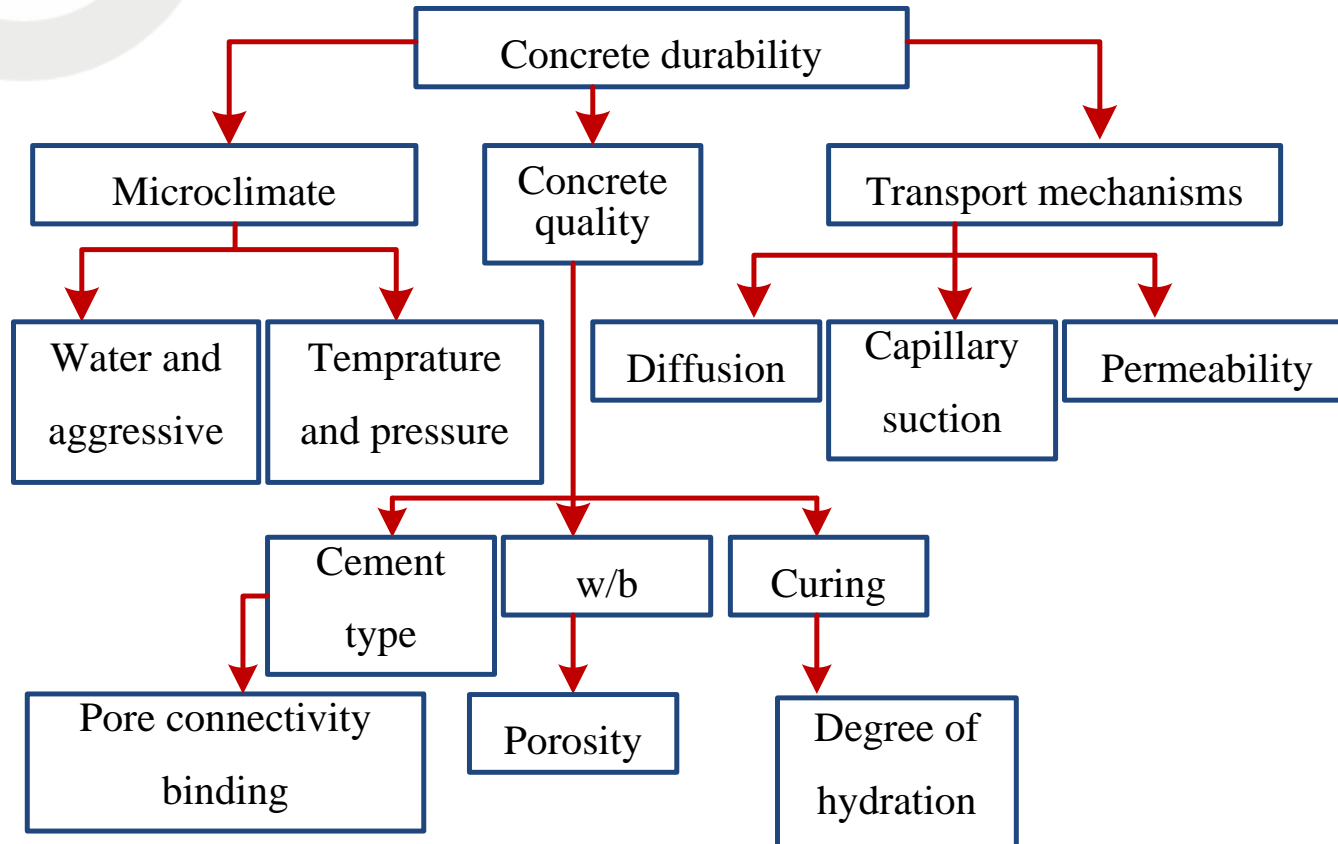 Concrete durability
Microclimate
Concrete
quality
Transport mechanisms
Water and
aggressive
Temprature
and pressure
Diffusion
Capillary
suction
Permeability
Cement
type
w/b
Curing
Pore connectivity
binding
Porosity
Degree of
hydration